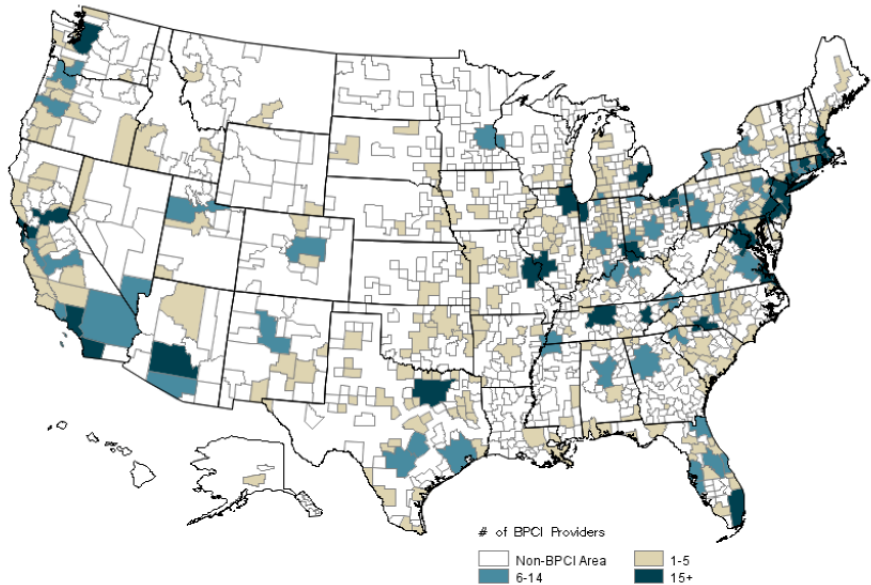 # of BPCI Providers
Non-BPCI Area
1-5
6-14
15+